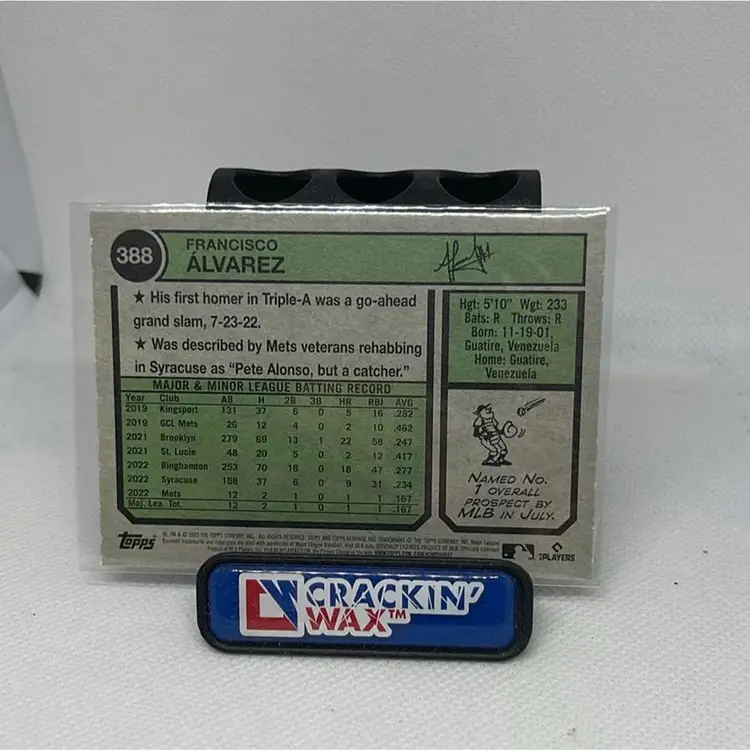 388
FRANCISCO
ÁLVAREZ
★ His first homer in Triple-A was a go-ahead
grand slam, 7-23-22.
★ Was described by Mets veterans rehabbing
in Syracuse as “Pete Alonso, but a catcher.”
MAJOR & MINOR LEAGUE BATTING RECORD
Year Club AB H 2B 3B HR RBI AVG
2019 Kingsport 131 37 6 0 5 16 .282
2019 GCL Mets 26 12 4 0 2 10 .462
2021 Brooklyn 279 69 13 1 22 58 .247
2021 St. Lucie 48 20 5 0 2 12 .417
2022 Binghamton 253 70 16 0 18 47 .277
2022 Syracuse 158 37 6 0 9 31 .234
2022 Mets 12 2 1 0 1 1 .167
Maj. Lea. Tot. 12 2 1 0 1 1 .167
Hgt: 5'10" Wgt: 233
Bats: R Throws: R
Born: 11-19-01,
Guatire, Venezuela
Home: Guatire,
Venezuela
NAMED NO.
1 OVERALL
PROSPECT BY
MLB IN JULY.
Topps
PLAYERS
CRACKIN'
WAX™